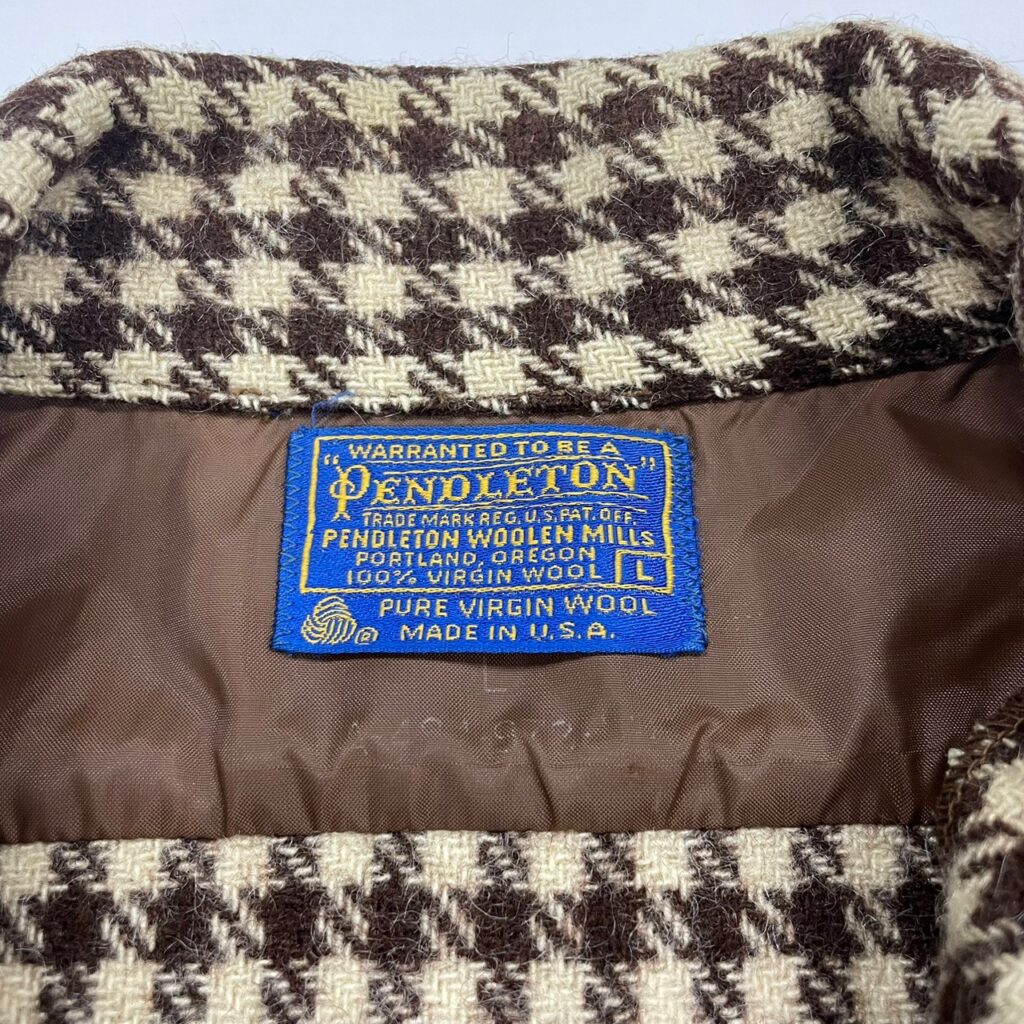 WARRANTED TO BE A
"PENDLETON"
TRADE MARK REG. U.S. PAT. OFF.
PENDLETON WOOLEN MILLS
PORTLAND, OREGON
100% VIRGIN WOOL L
PURE VIRGIN WOOL
® MADE IN U.S.A.